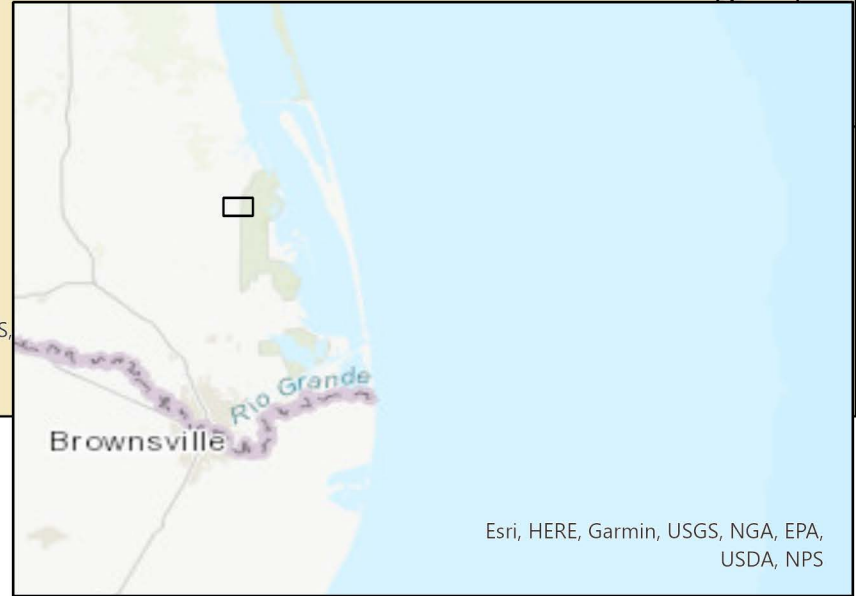 S,
Rio Grande
Brownsville
Esri, HERE, Garmin, USGS, NGA, EPA,
USDA, NPS